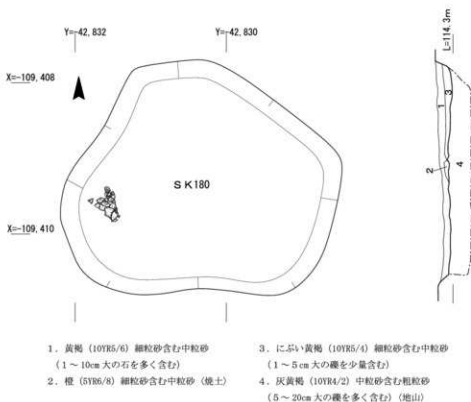 Y=-42,832
Y=-42,830
L=114.3m
X=-109,408
1
3
4
2
SK180
X=-109,410
1. 黄褐（10YR5/6）細粒砂含む中粒砂
（1～10cm大の石を多く含む）
2. 橙（5YR6/8）細粒砂含む中粒砂（焼土）
3. にぶい黄褐（10YR5/4）細粒砂含む中粒砂
（1～5cm大の礫を少量含む）
4. 灰黄褐（10YR4/2）中粒砂含む粗粒砂
（5～20cm大の礫を多く含む）（地山）